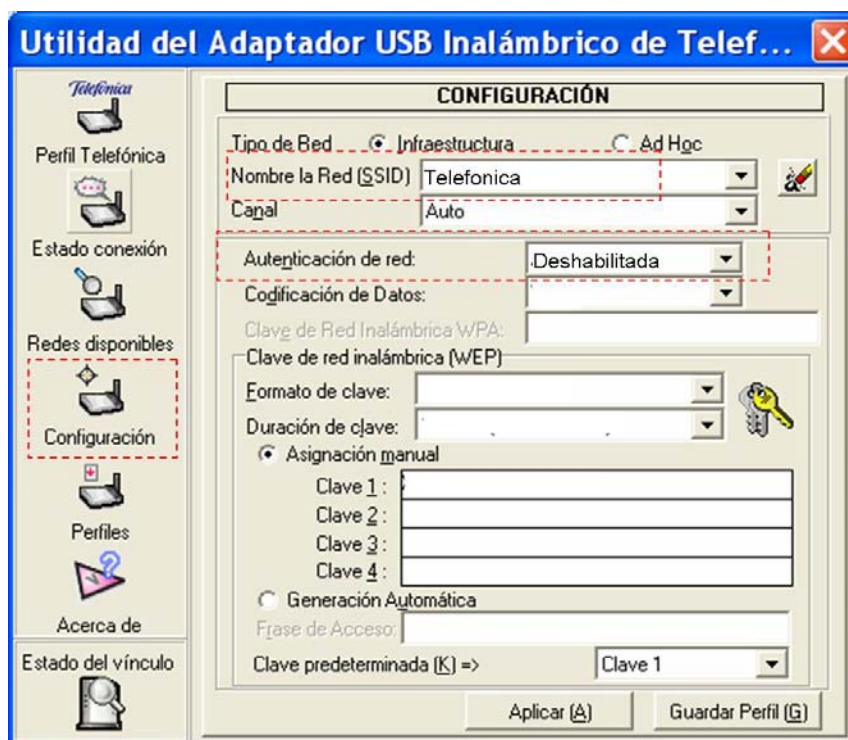 Utilidad del Adaptador USB Inalámbrico de Telef...
Telefónica
Perfil Telefónica
Estado conexión
Redes disponibles
Configuración
Perfiles
Acerca de
Estado del vínculo
CONFIGURACIÓN
Tipo de Red Infraestructura Ad Hoc
Nombre la Red (SSID) Telefonica
Canal Auto
Autenticación de red: Deshabilitada
Codificación de Datos:
Clave de Red Inalámbrica WPA:
Clave de red inalámbrica (WEP)
Formato de clave:
Duración de clave:
Asignación manual
Clave 1 :
Clave 2 :
Clave 3 :
Clave 4 :
Generación Automática
Frase de Acceso:
Clave predeterminada (K) => Clave 1
Aplicar (A) Guardar Perfil (G)